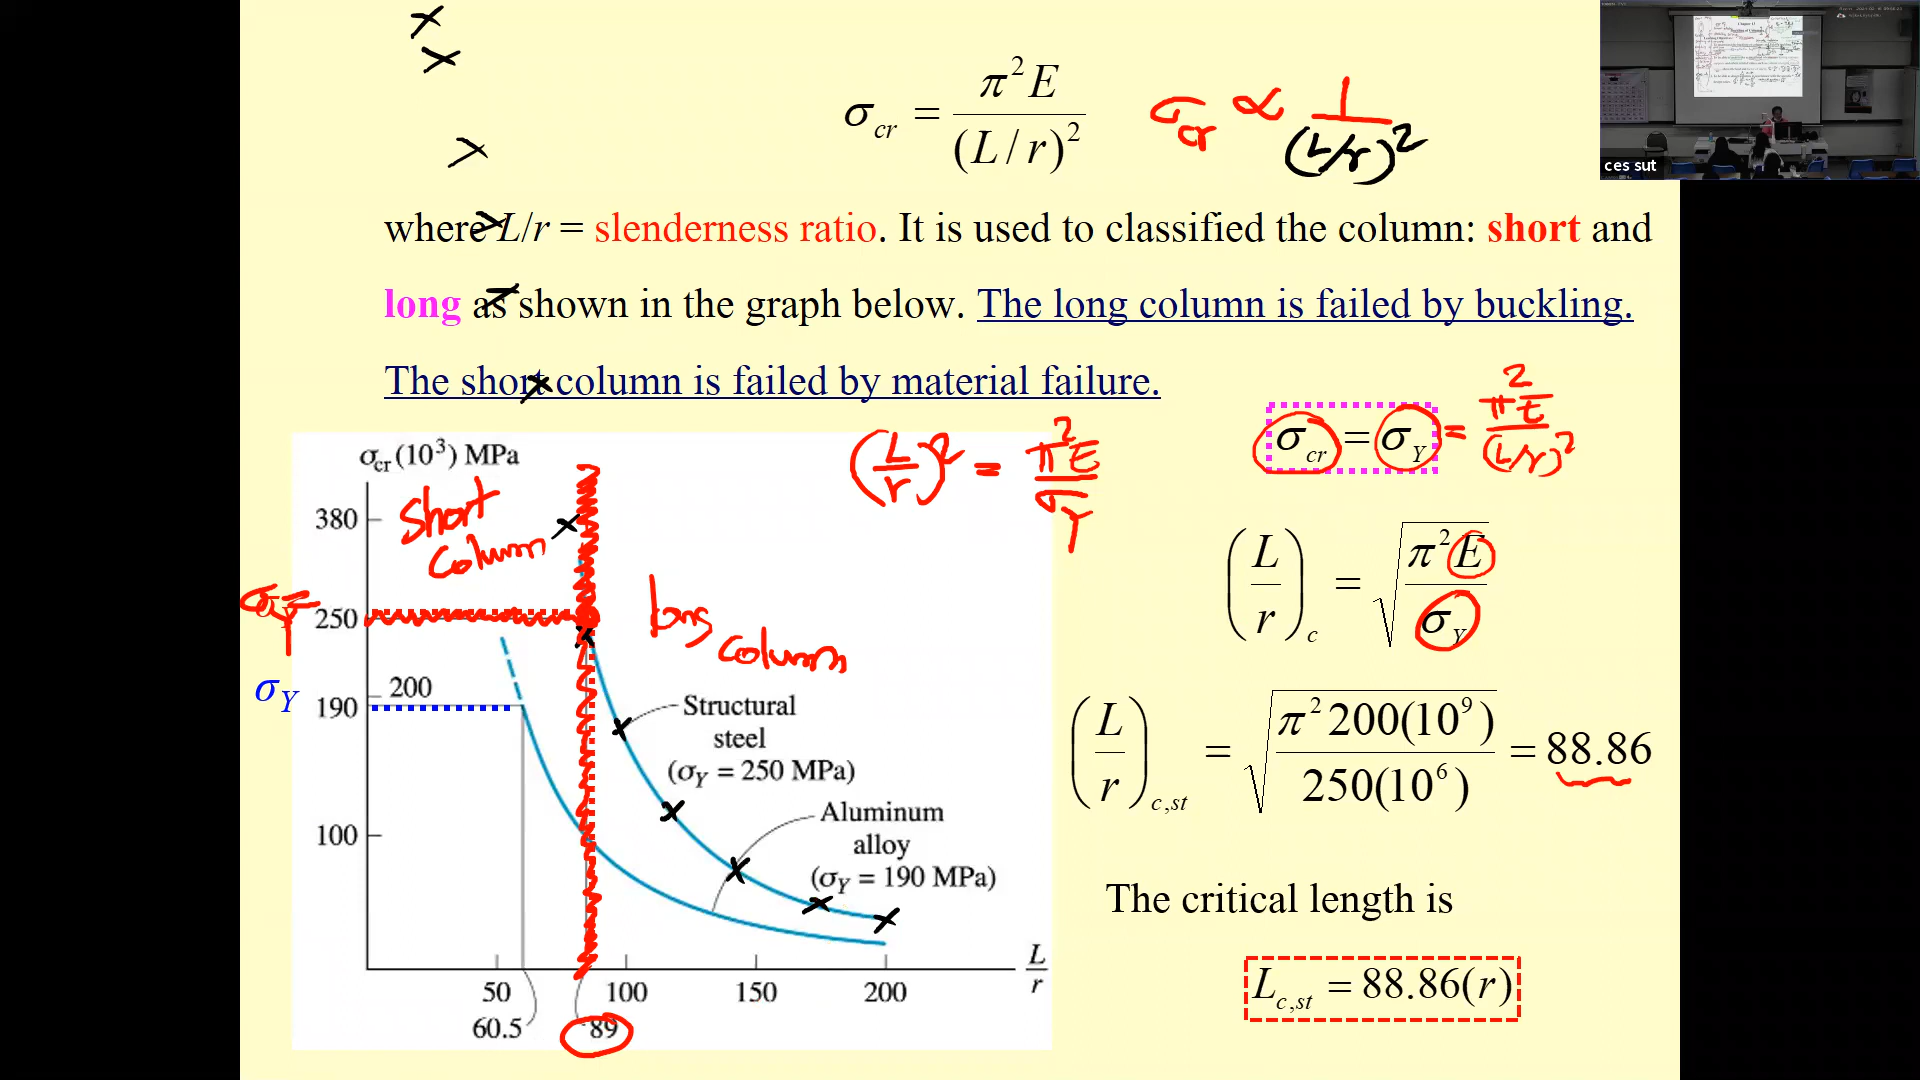 σcr = π²E / (L/r)²
σcr ∝ 1 / (L/r)²
ces sut
where L/r = slenderness ratio. It is used to classified the column: short and
long as shown in the graph below. The long column is failed by buckling.
The short column is failed by material failure.
σcr = σY = π²E / (L/r)²
(L/r)² = π²E / σY
σcr (10³) MPa
380
short
column
(L/r)c = √(π²E / σY)
σY
250
long
column
σY
200
190
Structural
steel
(σY = 250 MPa)
(L/r)c,st = √(π²200(10⁹) / 250(10⁶)) = 88.86
Aluminum
alloy
(σY = 190 MPa)
100
The critical length is
L/r
50 100 150 200
60.5 89
Lc,st = 88.86(r)